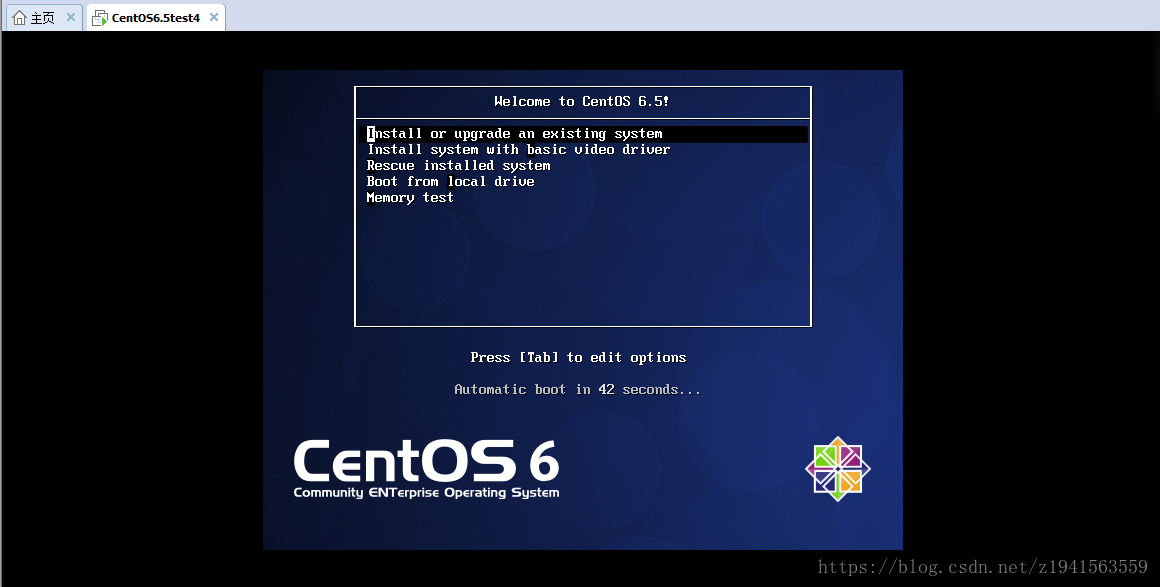 主页
CentOS6.5test4
Welcome to CentOS 6.5!
Install or upgrade an existing system
Install system with basic video driver
Rescue installed system
Boot from local drive
Memory test
Press [Tab] to edit options
Automatic boot in 42 seconds...
CentOS 6
Community ENTerprise Operating System
https://blog.csdn.net/z1941563559